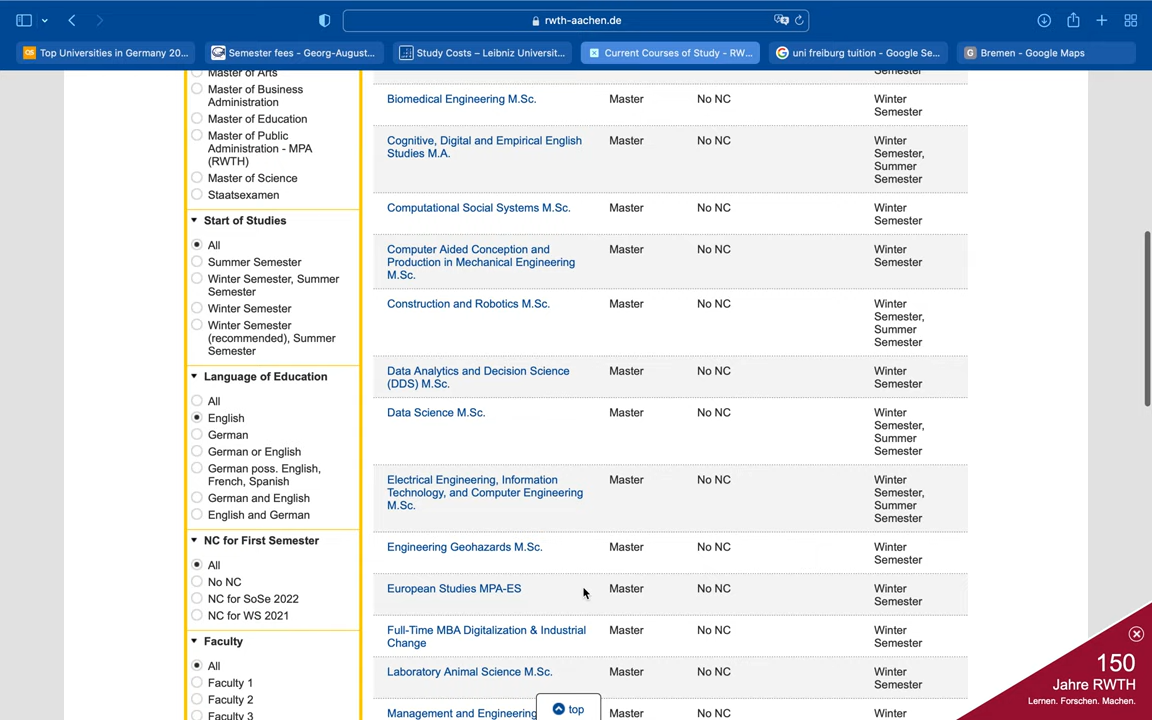 rwth-aachen.de
Top Universities in Germany 20...
Semester fees - Georg-August...
Study Costs – Leibniz Universit...
Current Courses of Study - RW...
uni freiburg tuition - Google Se...
Bremen - Google Maps
Master of Arts
Master of Business
Administration
Master of Education
Master of Public
Administration - MPA
(RWTH)
Master of Science
Staatsexamen
Start of Studies
All
Summer Semester
Winter Semester, Summer
Semester
Winter Semester
Winter Semester
(recommended), Summer
Semester
Language of Education
All
English
German
German or English
German poss. English,
French, Spanish
German and English
English and German
NC for First Semester
All
No NC
NC for SoSe 2022
NC for WS 2021
Faculty
All
Faculty 1
Faculty 2
Faculty 3
Semester
Biomedical Engineering M.Sc. Master No NC Winter
Semester
Cognitive, Digital and Empirical English Master No NC Winter
Studies M.A. Semester,
Summer
Semester
Computational Social Systems M.Sc. Master No NC Winter
Semester
Computer Aided Conception and Master No NC Winter
Production in Mechanical Engineering Semester
M.Sc.
Construction and Robotics M.Sc. Master No NC Winter
Semester,
Summer
Semester
Data Analytics and Decision Science Master No NC Winter
(DDS) M.Sc. Semester
Data Science M.Sc. Master No NC Winter
Semester,
Summer
Semester
Electrical Engineering, Information Master No NC Winter
Technology, and Computer Engineering Semester,
M.Sc. Summer
Semester
Engineering Geohazards M.Sc. Master No NC Winter
Semester
European Studies MPA-ES Master No NC Winter
Semester
Full-Time MBA Digitalization & Industrial Master No NC Winter
Change Semester
Laboratory Animal Science M.Sc. Master No NC Winter
Semester
Management and Engineering Master No NC Winter
top
150
Jahre RWTH
Lernen. Forschen. Machen.